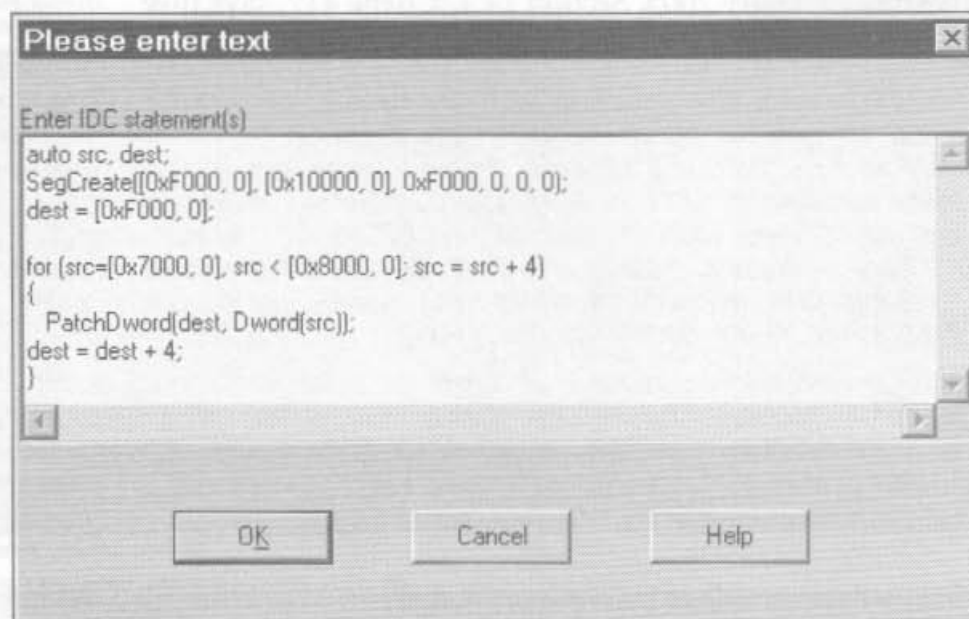 Please enter text
Enter IDC statement(s)
auto src, dest;
SegCreate([0xF000, 0], [0x10000, 0], 0xF000, 0, 0, 0);
dest = [0xF000, 0];
for (src=[0x7000, 0], src < [0x8000, 0]; src = src + 4)
{
PatchDword(dest, Dword(src));
dest = dest + 4;
}
OK
Cancel
Help